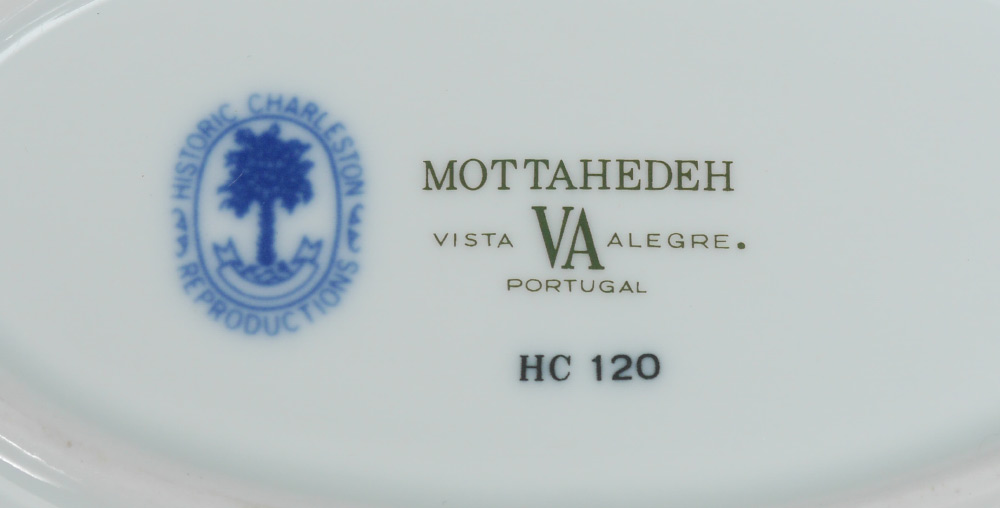 HISTORIC CHARLESTON
REPRODUCTIONS
MOTTAHEDEH
VISTA VA ALEGRE.
PORTUGAL
HC 120